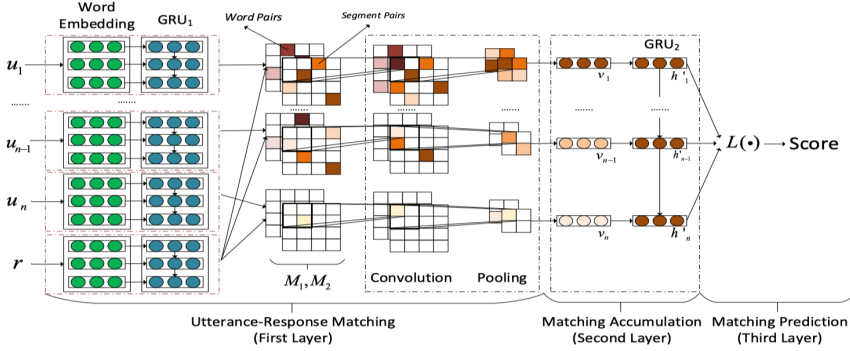 Word
Embedding
GRU1
Word Pairs
Segment Pairs
GRU2
u1
v1
h'1
.......
.......
.......
.......
.......
.......
.......
un-1
vn-1
h'n-1
L(•)
Score
un
vn
h'n
r
M1,M2
Convolution
Pooling
Utterance-Response Matching
(First Layer)
Matching Accumulation
(Second Layer)
Matching Prediction
(Third Layer)